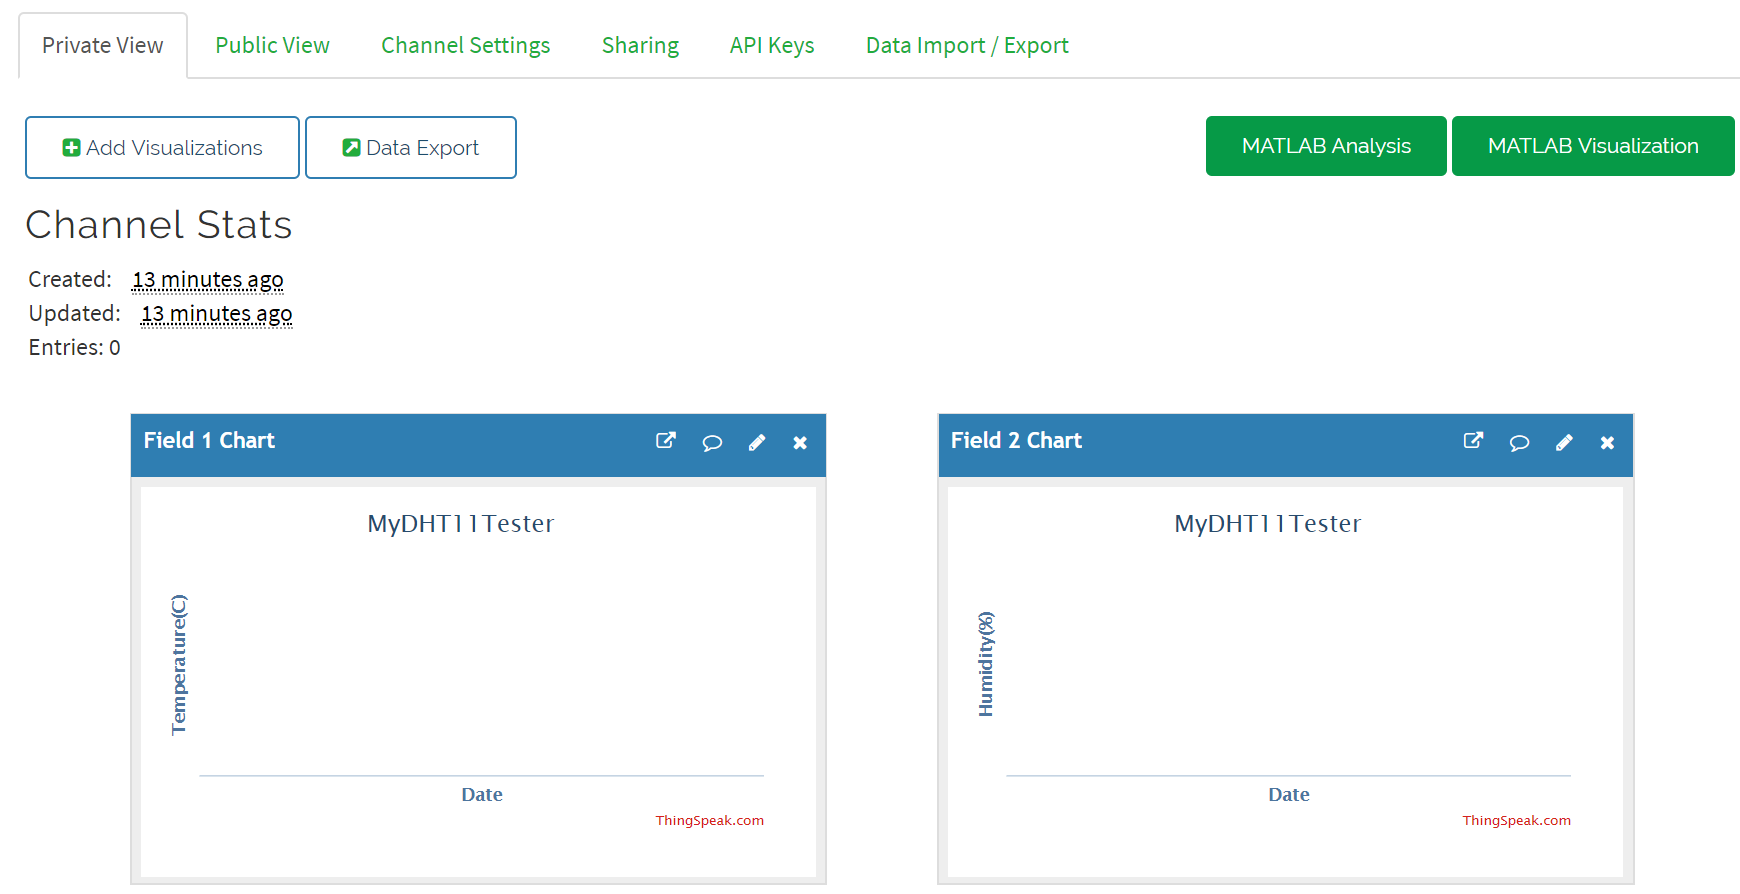 Private View Public View Channel Settings Sharing API Keys Data Import / Export
Add Visualizations Data Export MATLAB Analysis MATLAB Visualization
Channel Stats
Created: 13 minutes ago
Updated: 13 minutes ago
Entries: 0
Field 1 Chart
MyDHT11Tester
Temperature(C)
Date
ThingSpeak.com
Field 2 Chart
MyDHT11Tester
Humidity(%)
Date
ThingSpeak.com